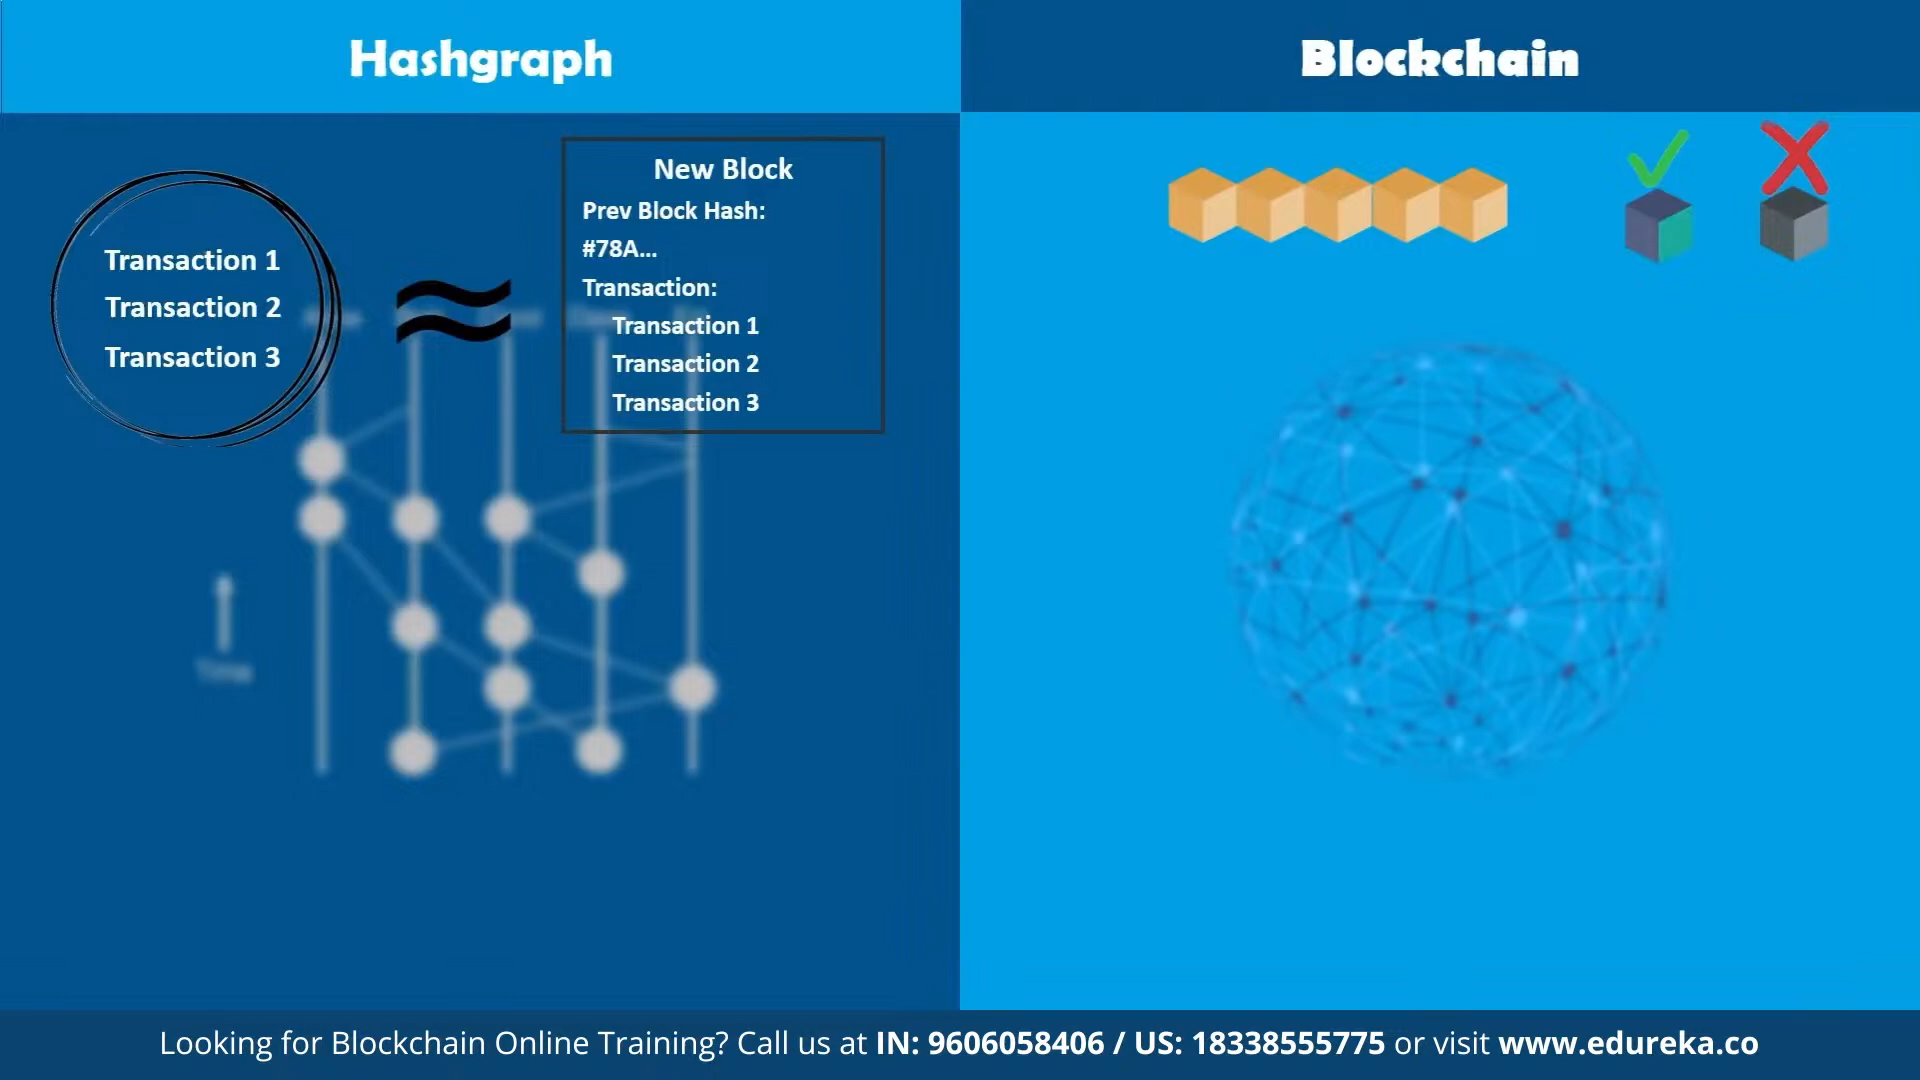 Hashgraph
Blockchain
Transaction 1
Transaction 2
Transaction 3
New Block
Prev Block Hash:
#78A...
Transaction:
Transaction 1
Transaction 2
Transaction 3
Time
Looking for Blockchain Online Training? Call us at IN: 9606058406 / US: 18338555775 or visit www.edureka.co